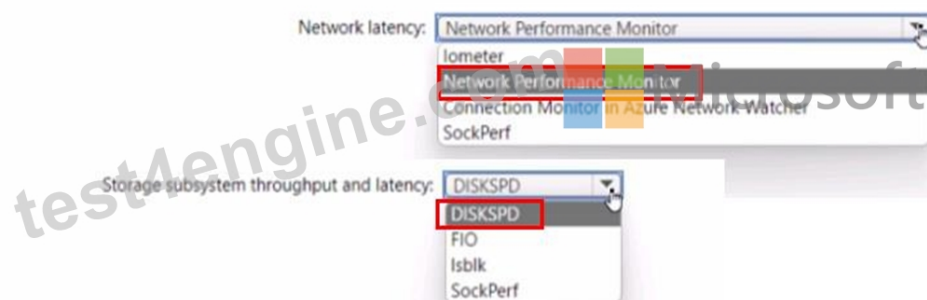 Network latency: Network Performance Monitor
Iometer
Network Performance Monitor
Connection Monitor in Azure Network Watcher
SockPerf
Microsoft
test4engine.com
Storage subsystem throughput and latency: DISKSPD
DISKSPD
FIO
lsblk
SockPerf